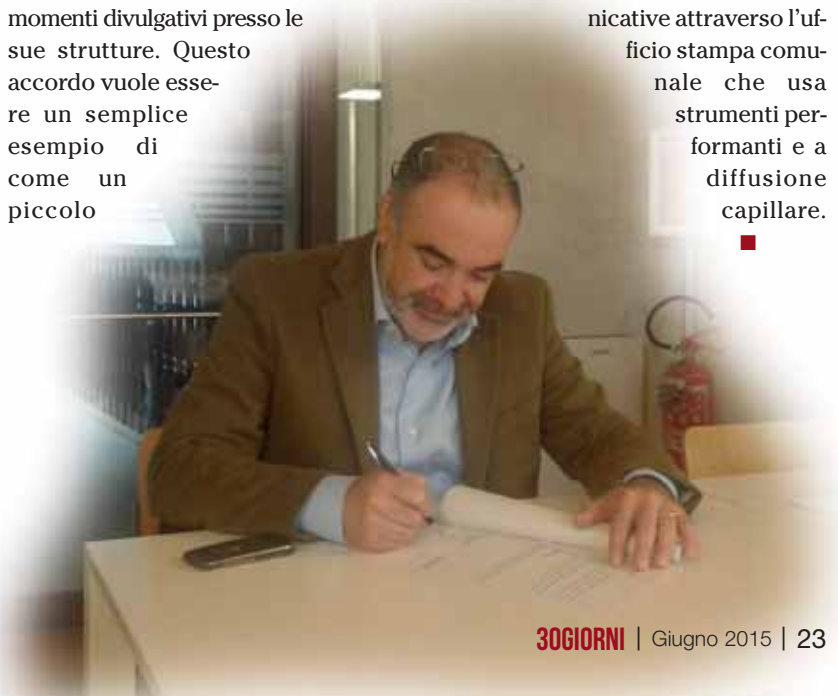 momenti divulgativi presso le
sue strutture. Questo
accordo vuole esse-
re un semplice
esempio di
come un
piccolo
nicative attraverso l'uf-
ficio stampa comu-
nale che usa
strumenti per-
formanti e a
diffusione
capillare.
30GIORNI | Giugno 2015 | 23